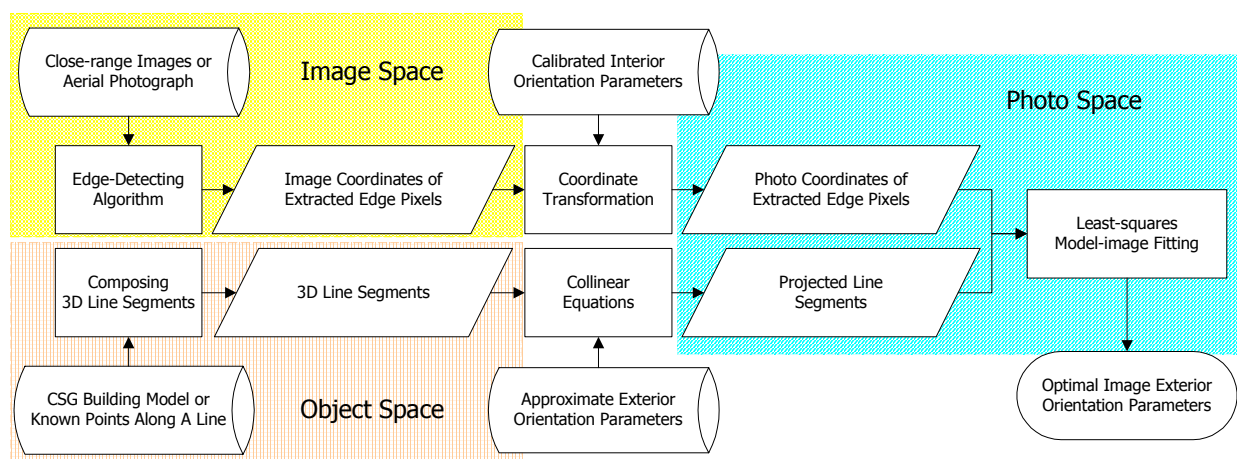 Close-range Images or
Aerial Photograph
Image Space
Calibrated Interior
Orientation Parameters
Photo Space
Edge-Detecting
Algorithm
Image Coordinates of
Extracted Edge Pixels
Coordinate
Transformation
Photo Coordinates of
Extracted Edge Pixels
Least-squares
Model-image Fitting
Composing
3D Line Segments
3D Line Segments
Collinear
Equations
Projected Line
Segments
CSG Building Model or
Known Points Along A Line
Object Space
Approximate Exterior
Orientation Parameters
Optimal Image Exterior
Orientation Parameters